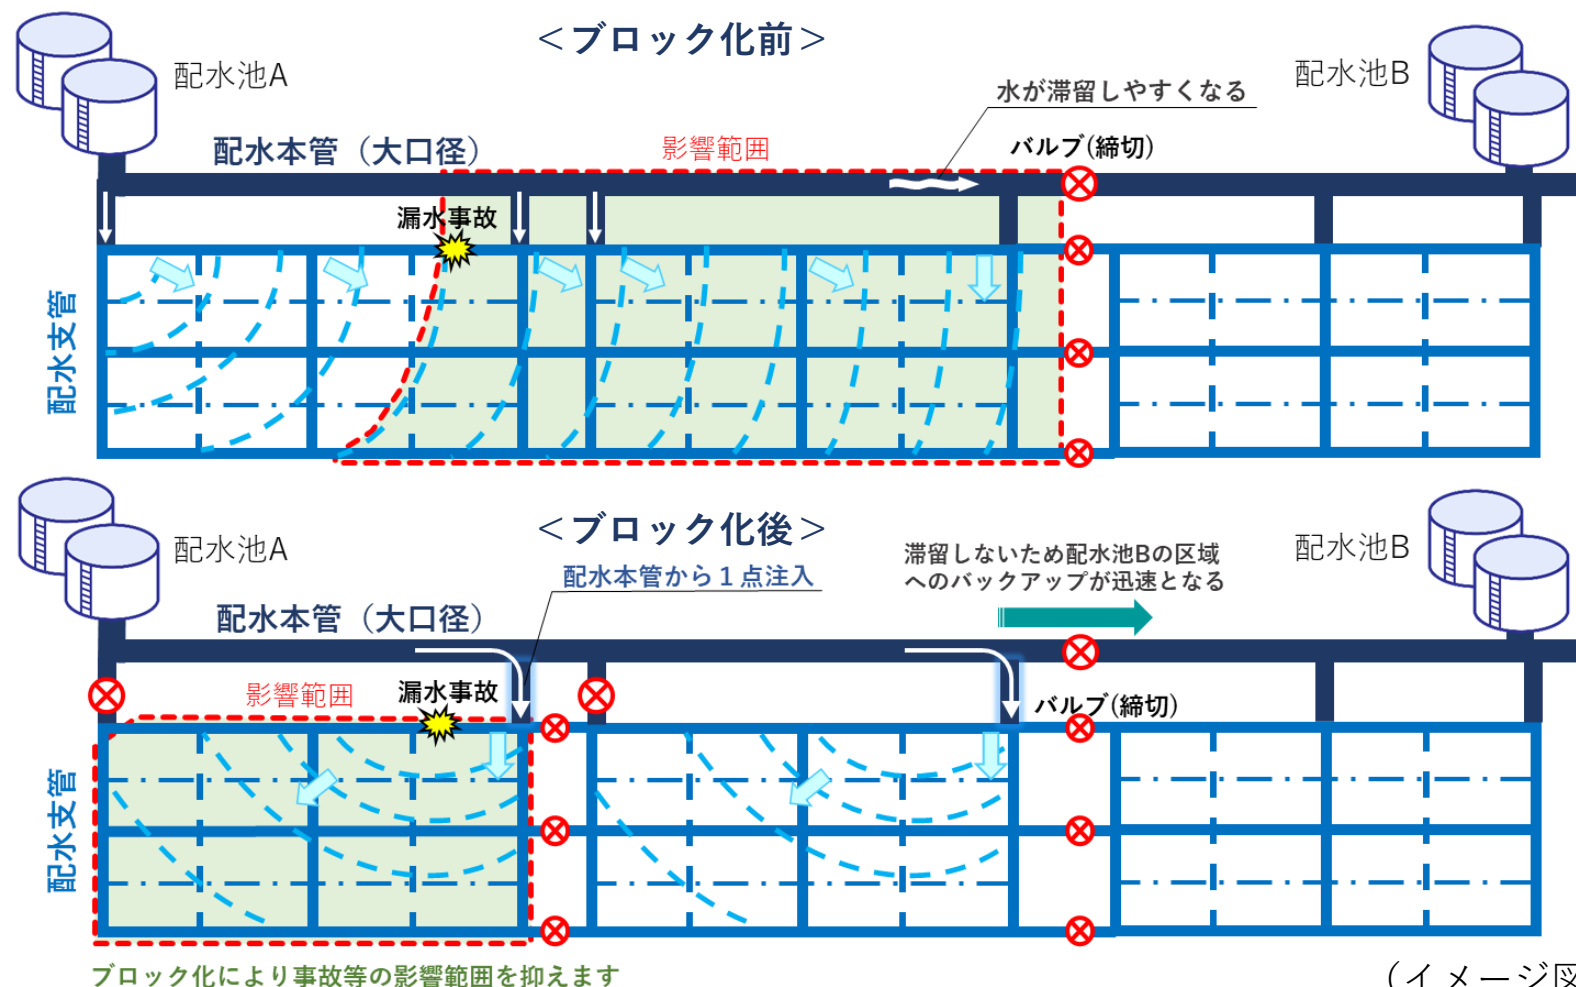 ＜ブロック化前＞
配水池A
配水池B
水が滞留しやすくなる
配水本管（大口径）
影響範囲
バルブ(締切)
漏水事故
配水支管
＜ブロック化後＞
配水池A
配水池B
配水本管から１点注入
滞留しないため配水池Bの区域
へのバックアップが迅速となる
配水本管（大口径）
影響範囲
漏水事故
バルブ(締切)
配水支管
ブロック化により事故等の影響範囲を抑えます
（イメージ図